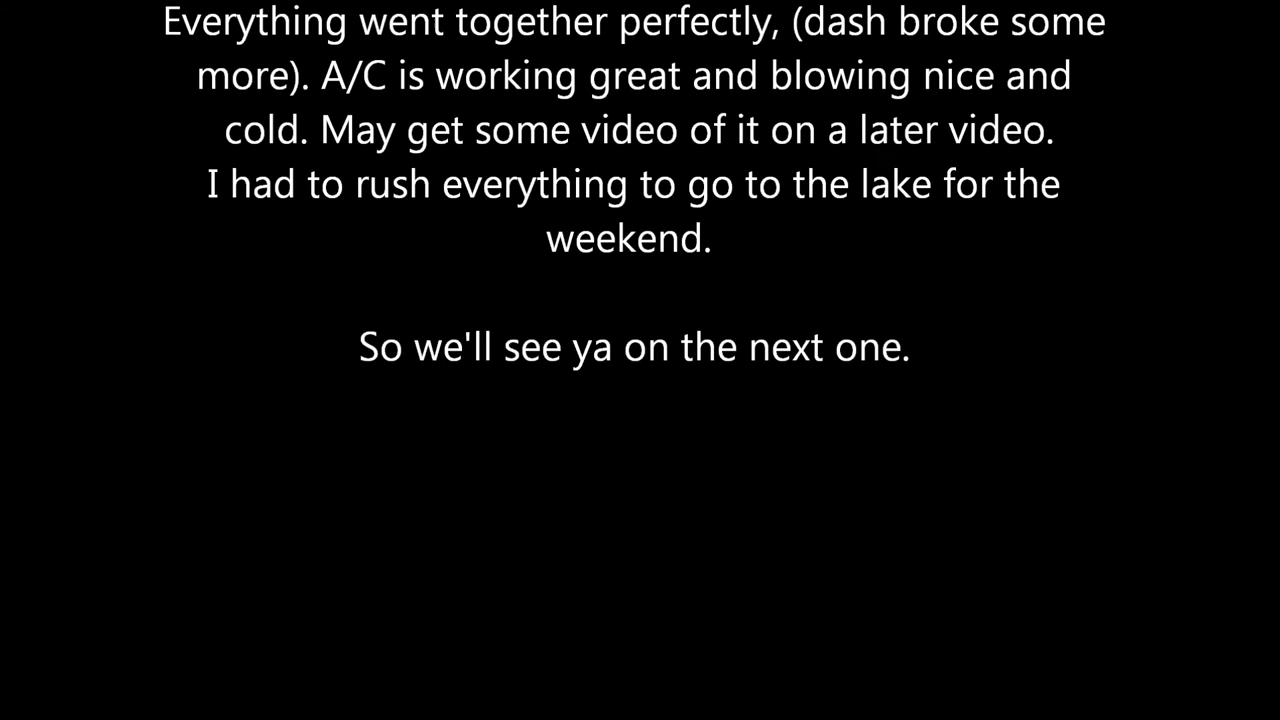 Everything went together perfectly, (dash broke some
more). A/C is working great and blowing nice and
cold. May get some video of it on a later video.
I had to rush everything to go to the lake for the
weekend.
So we'll see ya on the next one.